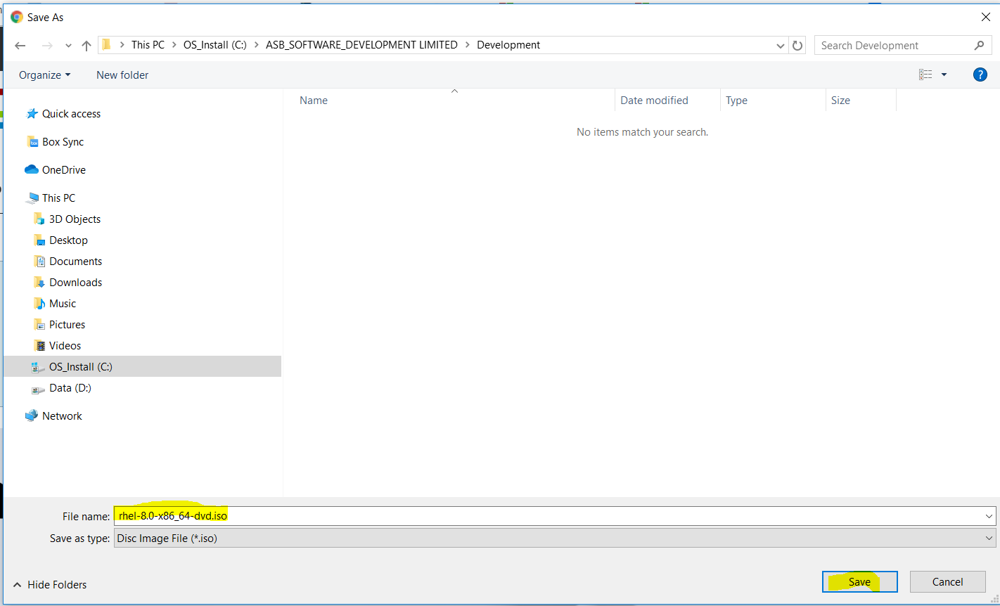 Save As
This PC > OS_Install (C:) > ASB_SOFTWARE_DEVELOPMENT LIMITED > Development
Search Development
Organize
New folder
?
Name
Date modified
Type
Size
No items match your search.
Quick access
box
Box Sync
OneDrive
This PC
3D Objects
Desktop
Documents
Downloads
Music
Pictures
Videos
OS_Install (C:)
Data (D:)
Network
File name: rhel-8.0-x86_64-dvd.iso
Save as type: Disc Image File (*.iso)
Hide Folders
Save
Cancel